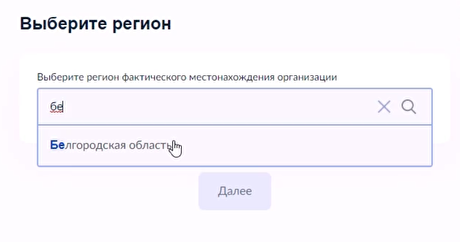 Выберите регион
Выберите регион фактического местонахождения организации
бе
Белгородская область
Далее